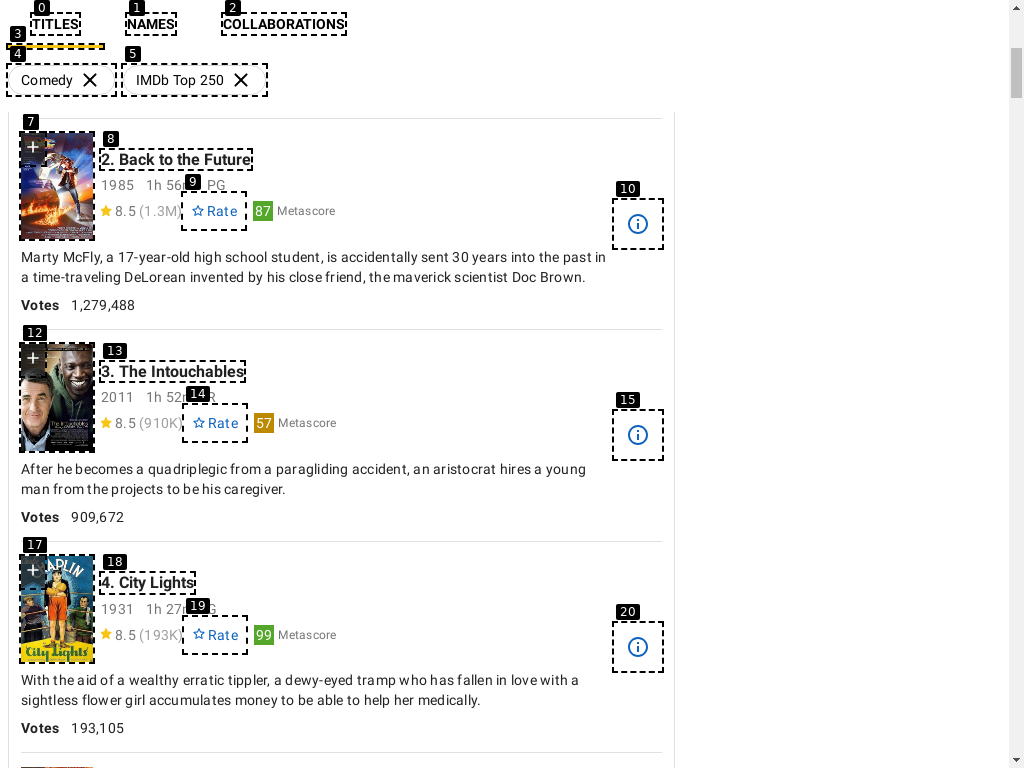 0 1 2
TITLES NAMES COLLABORATIONS
3
4 5
Comedy IMDb Top 250
7 8
2. Back to the Future
9
1985 1h 56 PG
10
8.5 (1.3M) Rate 87 Metascore
Marty McFly, a 17-year-old high school student, is accidentally sent 30 years into the past in
a time-traveling DeLorean invented by his close friend, the maverick scientist Doc Brown.
Votes 1,279,488
12 13
3. The Intouchables
14
2011 1h 52 R
15
8.5 (910K) Rate 57 Metascore
After he becomes a quadriplegic from a paragliding accident, an aristocrat hires a young
man from the projects to be his caregiver.
Votes 909,672
17 18
4. City Lights
19
1931 1h 27 G
20
8.5 (193K) Rate 99 Metascore
City Lights
With the aid of a wealthy erratic tippler, a dewy-eyed tramp who has fallen in love with a
sightless flower girl accumulates money to be able to help her medically.
Votes 193,105